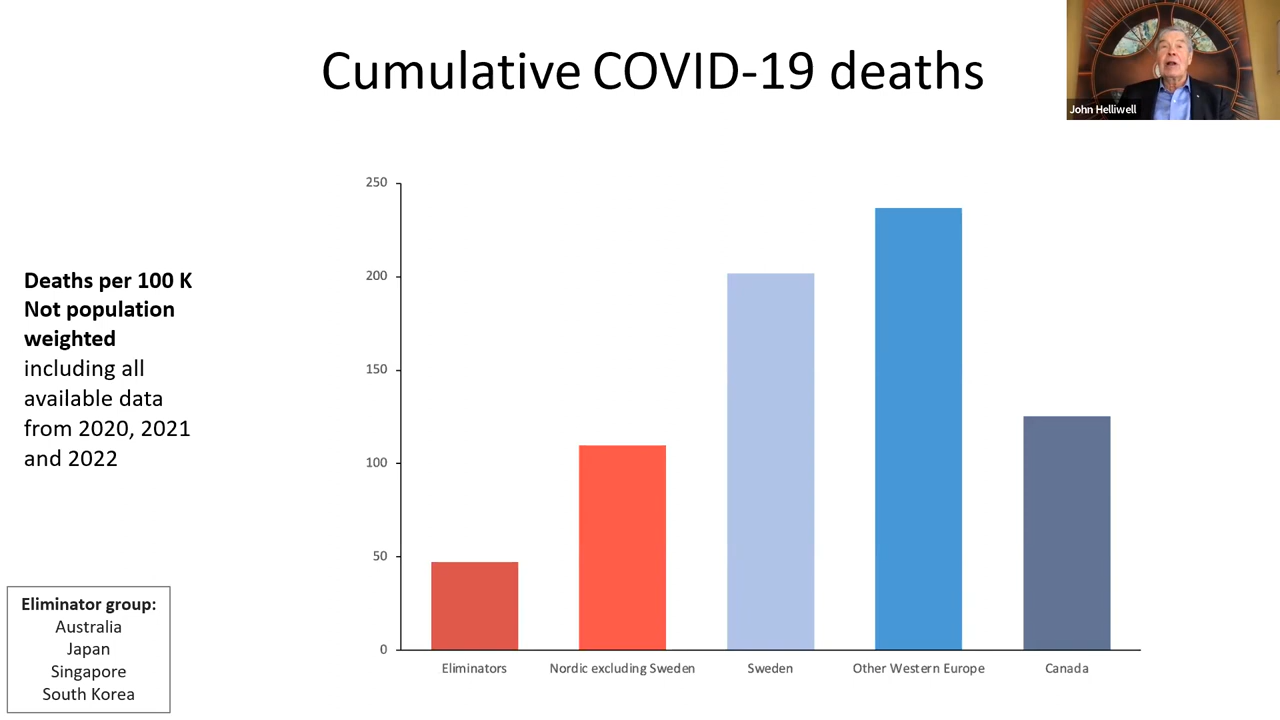 Cumulative COVID-19 deaths
John Helliwell
Deaths per 100 K
Not population
weighted
including all
available data
from 2020, 2021
and 2022
Eliminator group:
Australia
Japan
Singapore
South Korea
250
200
150
100
50
0
Eliminators
Nordic excluding Sweden
Sweden
Other Western Europe
Canada